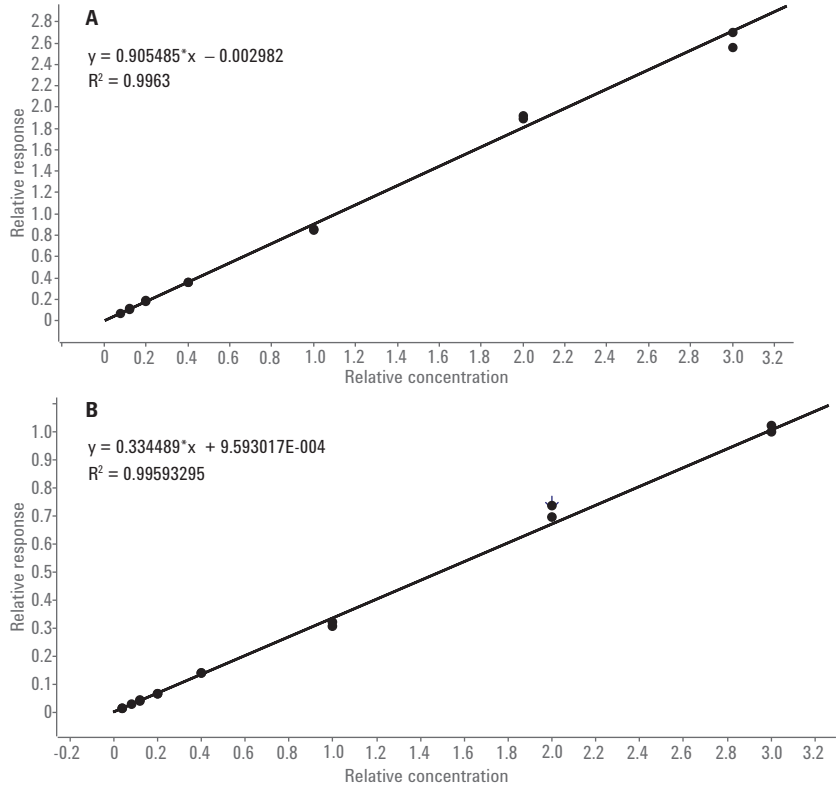 A
y = 0.905485*x – 0.002982
R² = 0.9963
2.8
2.6
2.4
2.2
2.0
1.8
1.6
1.4
1.2
1.0
0.8
0.6
0.4
0.2
0
Relative response
0 0.2 0.4 0.6 0.8 1.0 1.2 1.4 1.6 1.8 2.0 2.2 2.4 2.6 2.8 3.0 3.2
Relative concentration
B
y = 0.334489*x + 9.593017E-004
R² = 0.99593295
1.0
0.9
0.8
0.7
0.6
0.5
0.4
0.3
0.2
0.1
0
Relative response
-0.2 0 0.2 0.4 0.6 0.8 1.0 1.2 1.4 1.6 1.8 2.0 2.2 2.4 2.6 2.8 3.0 3.2
Relative concentration